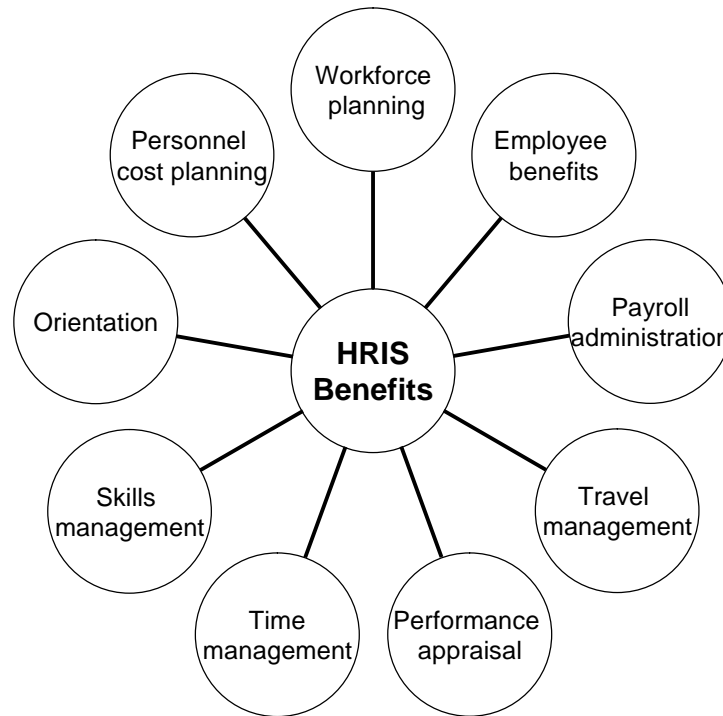 Workforce
planning
Employee
benefits
Payroll
administration
Travel
management
Performance
appraisal
Time
management
Skills
management
Orientation
Personnel
cost planning
HRIS
Benefits